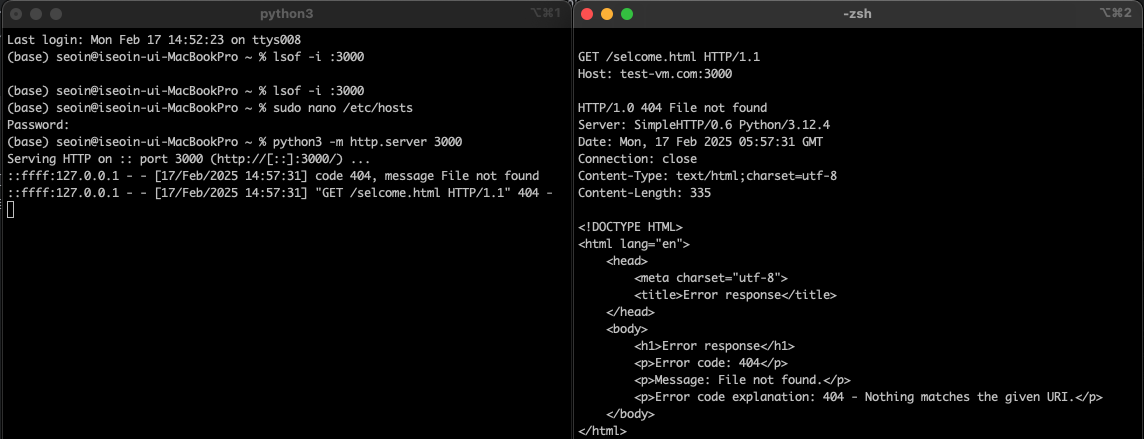 python3
⌥⌘1
Last login: Mon Feb 17 14:52:23 on ttys008
(base) seoin@iseoin-ui-MacBookPro ~ % lsof -i :3000
(base) seoin@iseoin-ui-MacBookPro ~ % lsof -i :3000
(base) seoin@iseoin-ui-MacBookPro ~ % sudo nano /etc/hosts
Password:
(base) seoin@iseoin-ui-MacBookPro ~ % python3 -m http.server 3000
Serving HTTP on :: port 3000 (http://[::]:3000/) ...
::ffff:127.0.0.1 - - [17/Feb/2025 14:57:31] code 404, message File not found
::ffff:127.0.0.1 - - [17/Feb/2025 14:57:31] "GET /selcome.html HTTP/1.1" 404 -
-zsh
⌥⌘2
GET /selcome.html HTTP/1.1
Host: test-vm.com:3000
HTTP/1.0 404 File not found
Server: SimpleHTTP/0.6 Python/3.12.4
Date: Mon, 17 Feb 2025 05:57:31 GMT
Connection: close
Content-Type: text/html;charset=utf-8
Content-Length: 335
<!DOCTYPE HTML>
<html lang="en">
    <head>
        <meta charset="utf-8">
        <title>Error response</title>
    </head>
    <body>
        <h1>Error response</h1>
        <p>Error code: 404</p>
        <p>Message: File not found.</p>
        <p>Error code explanation: 404 - Nothing matches the given URI.</p>
    </body>
</html>